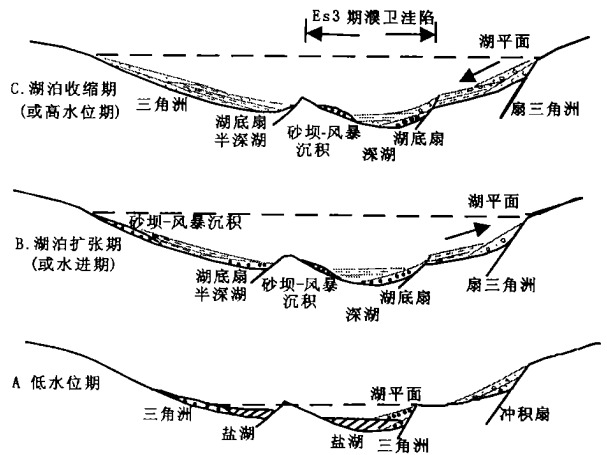 Es3期濮卫洼陷
湖平面
C.湖泊收缩期
(或高水位期)
三角洲
湖底扇
半深湖
砂坝-风暴
沉积
深湖
湖底扇
扇三角洲
湖平面
砂坝-风暴沉积
B.湖泊扩张期
(或水进期)
湖底扇
半深湖
砂坝-风暴
沉积
深湖
湖底扇
扇三角洲
A 低水位期
湖平面
三角洲
盐湖
盐湖
三角洲
冲积扇